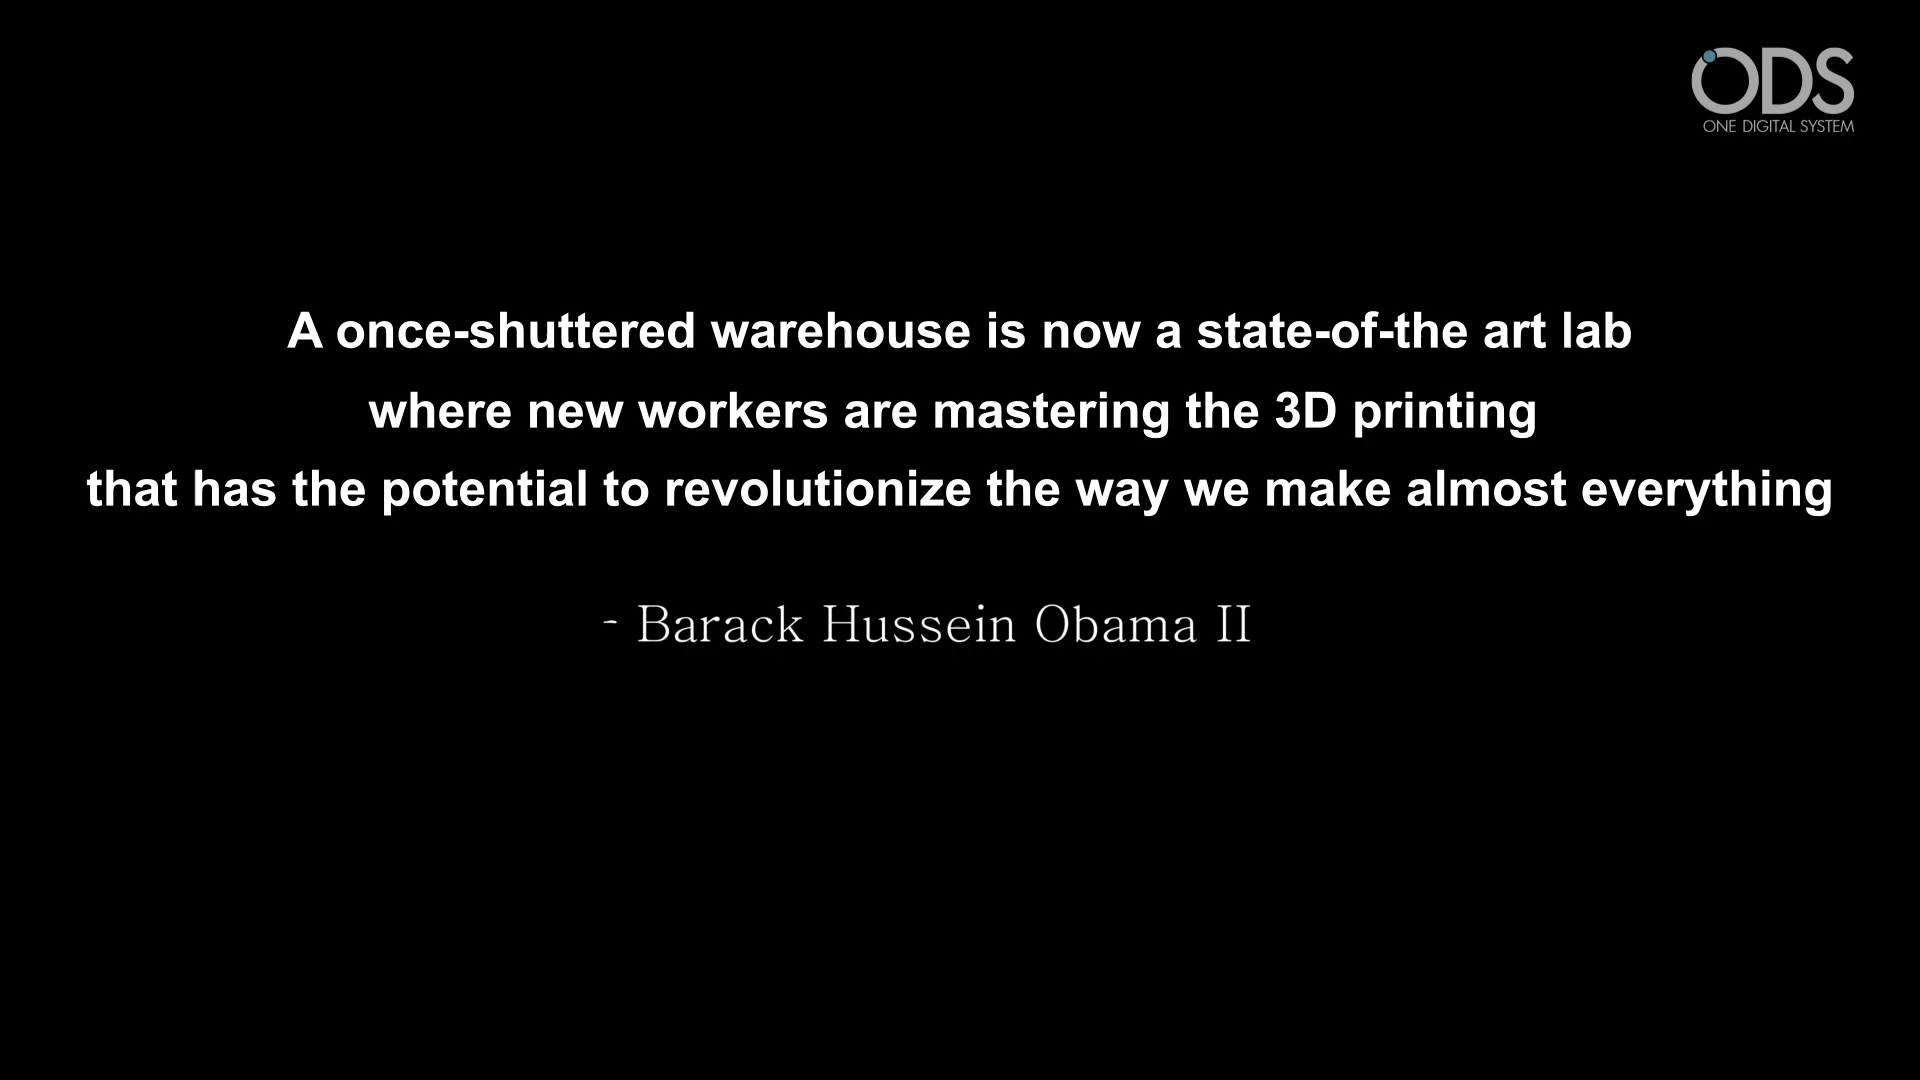 ODS
ONE DIGITAL SYSTEM
A once-shuttered warehouse is now a state-of-the art lab
where new workers are mastering the 3D printing
that has the potential to revolutionize the way we make almost everything
- Barack Hussein Obama II